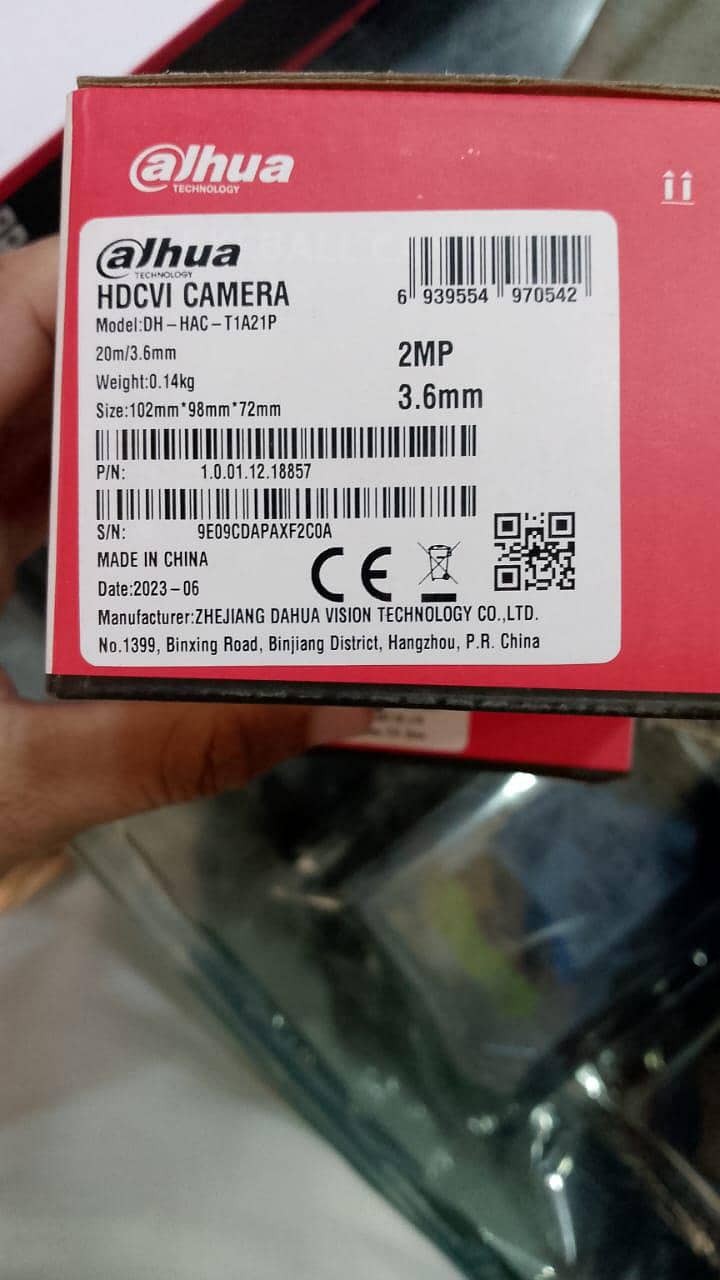 alhua
TECHNOLOGY
alhua
TECHNOLOGY
HDCVI CAMERA
Model:DH-HAC-T1A21P
20m/3.6mm
Weight:0.14kg
Size:102mm*98mm*72mm
6 939554 970542
2MP
3.6mm
P/N: 1.0.01.12.18857
S/N: 9E09CDAPAXF2C0A
MADE IN CHINA
Date:2023-06
CE
Manufacturer:ZHEJIANG DAHUA VISION TECHNOLOGY CO.,LTD.
No.1399, Binxing Road, Binjiang District, Hangzhou, P.R. China